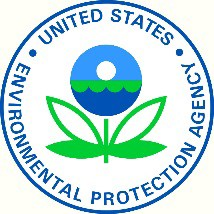 UNITED STATES
• ENVIRONMENTAL PROTECTION AGENCY •